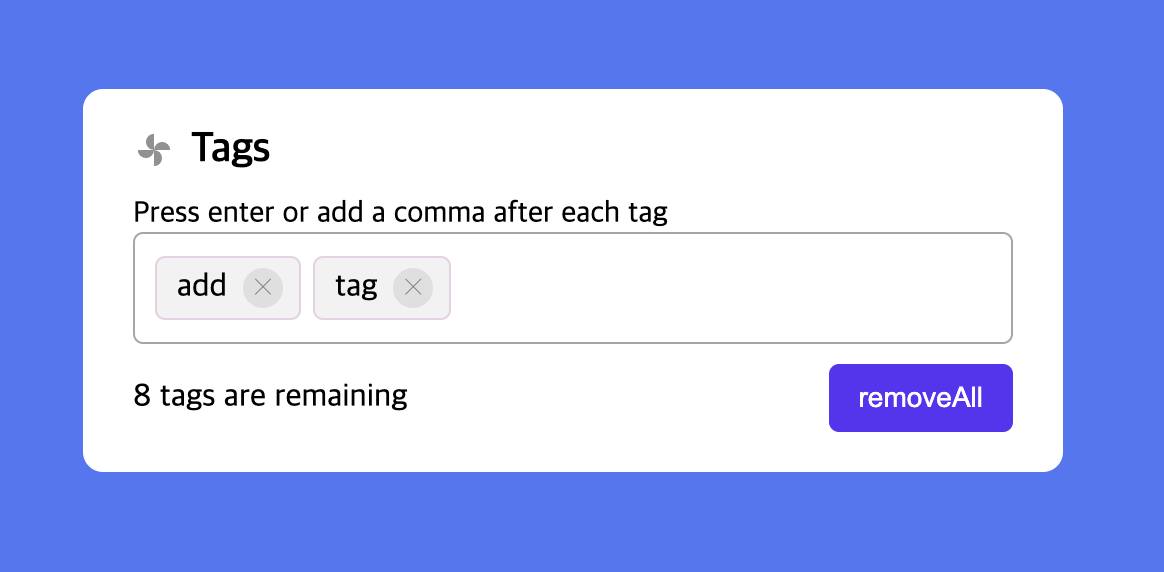 Tags
Press enter or add a comma after each tag
add tag
8 tags are remaining removeAll